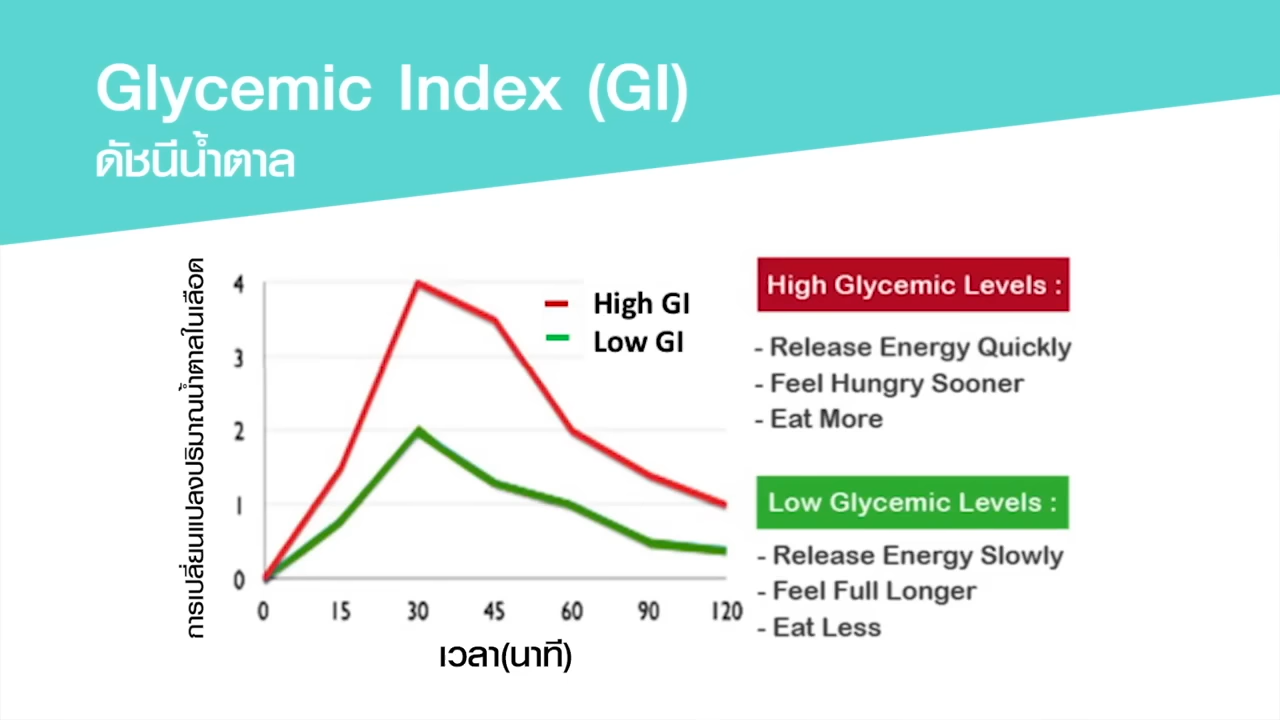 Glycemic Index (GI)
ดัชนีน้ำตาล
การเปลี่ยนแปลงปริมาณน้ำตาลในเลือด
4
3
2
1
0
0 15 30 45 60 90 120
เวลา(นาที)
High GI
Low GI
High Glycemic Levels :
- Release Energy Quickly
- Feel Hungry Sooner
- Eat More
Low Glycemic Levels :
- Release Energy Slowly
- Feel Full Longer
- Eat Less